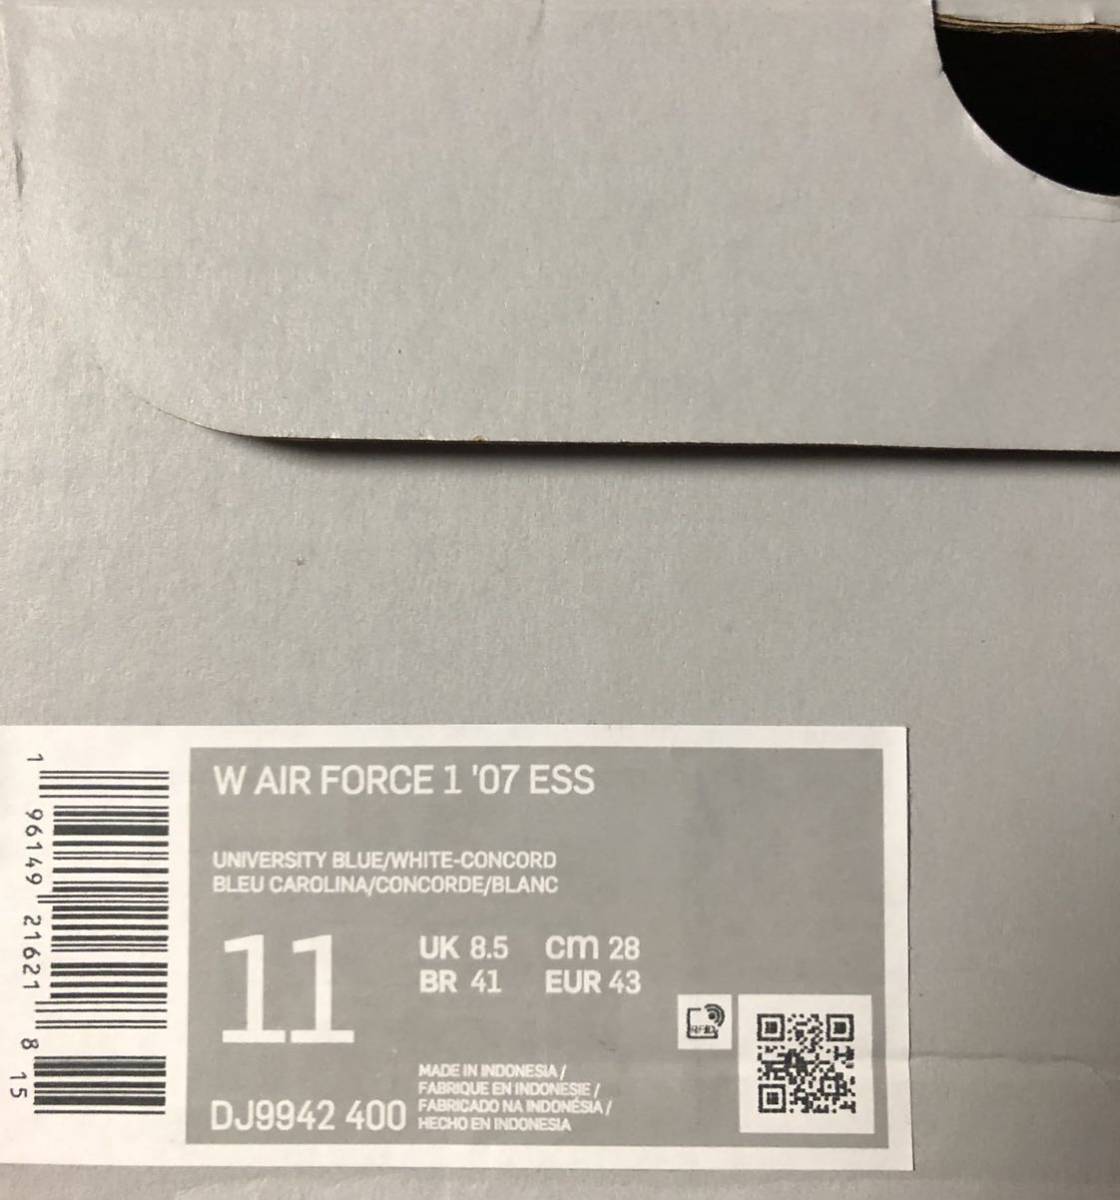 W AIR FORCE 1 '07 ESS
UNIVERSITY BLUE/WHITE-CONCORD
BLEU CAROLINA/CONCORDE/BLANC
11
UK 8.5 cm 28
BR 41 EUR 43
RFID
MADE IN INDONESIA /
FABRIQUE EN INDONESIE /
FABRICADO NA INDONÉSIA /
HECHO EN INDONESIA
DJ9942 400
1 96149 21621 8 15